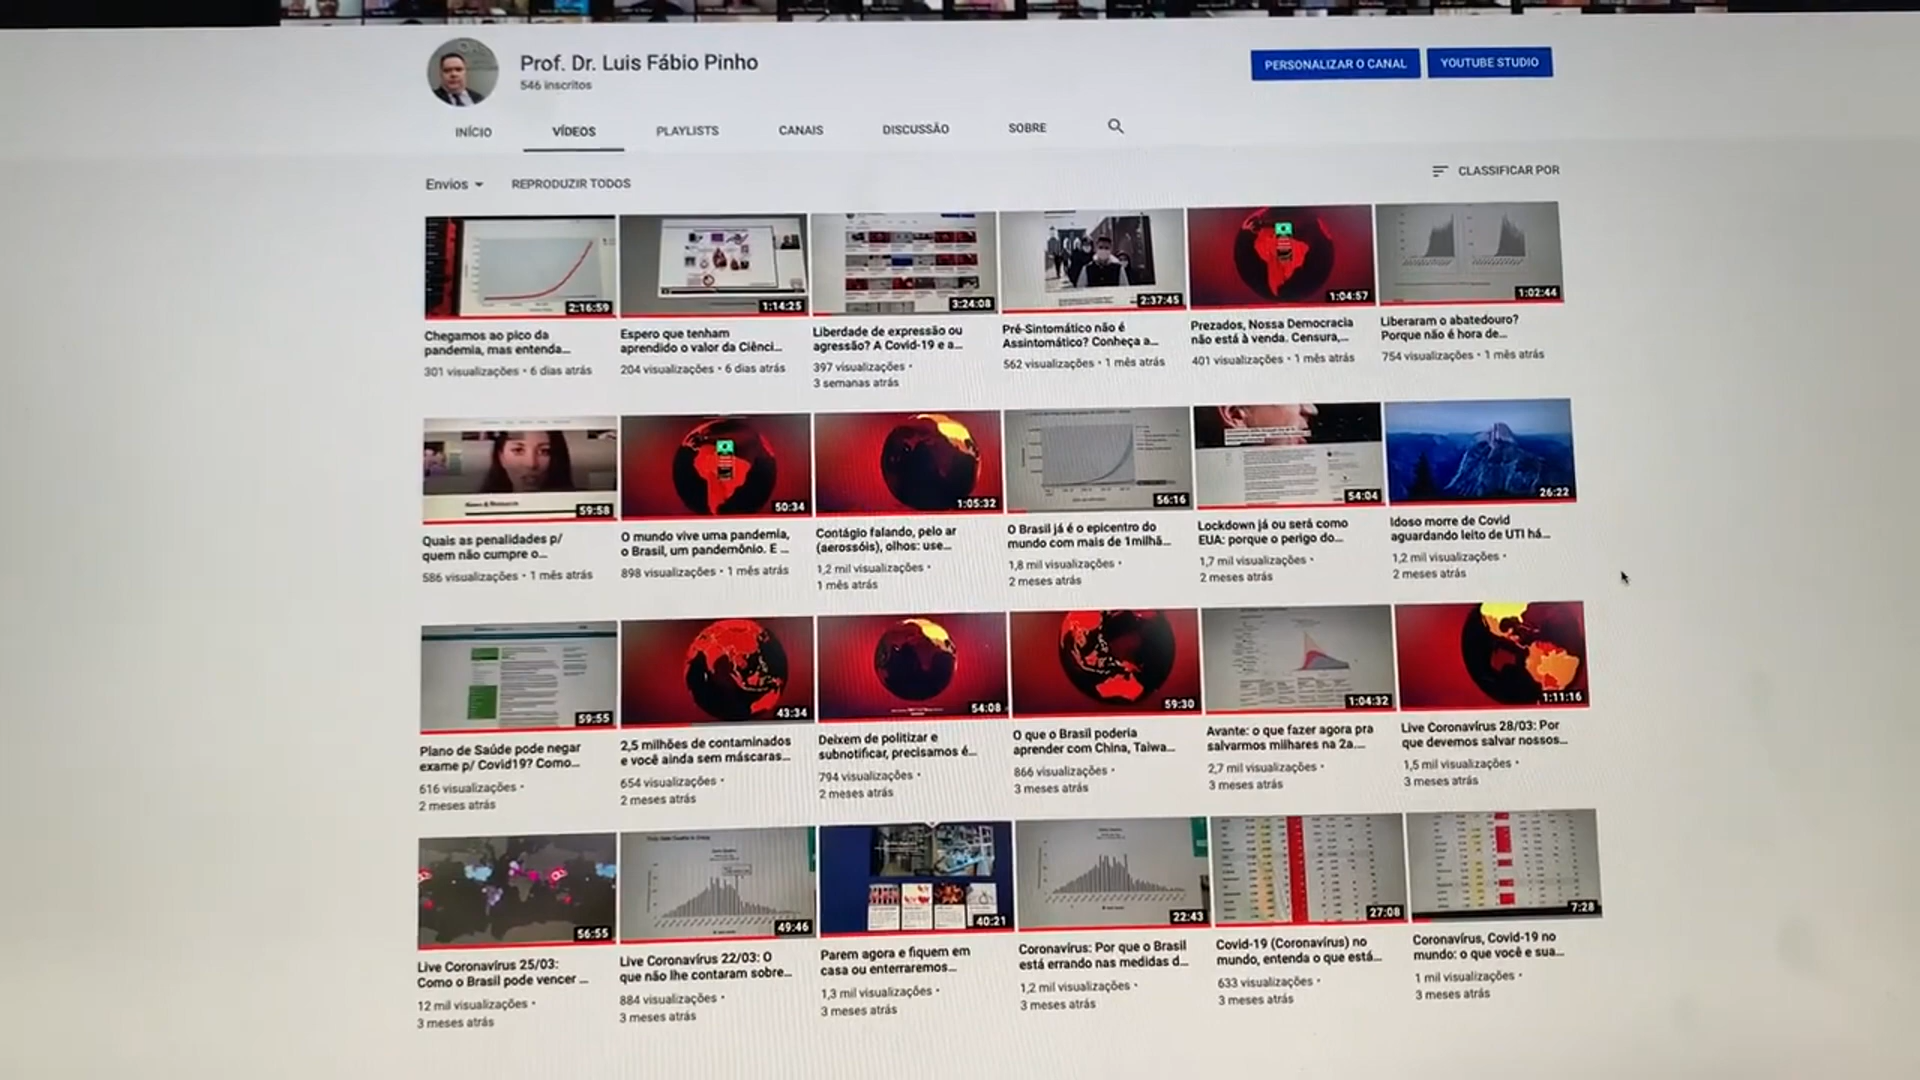 Prof. Dr. Luis Fábio Pinho
546 inscritos
PERSONALIZAR O CANAL
YOUTUBE STUDIO
INÍCIO
VÍDEOS
PLAYLISTS
CANAIS
DISCUSSÃO
SOBRE
Envios
REPRODUZIR TODOS
CLASSIFICAR POR
2:16:59
Chegamos ao pico da
pandemia, mas entenda...
301 visualizações • 6 dias atrás
1:14:25
Espero que tenham
aprendido o valor da Ciênci...
204 visualizações • 6 dias atrás
3:24:08
Liberdade de expressão ou
agressão? A Covid-19 e a...
397 visualizações •
3 semanas atrás
2:37:45
Pré-Sintomático não é
Assintomático? Conheça a...
562 visualizações • 1 mês atrás
1:04:57
Prezados, Nossa Democracia
não está à venda. Censura,...
401 visualizações • 1 mês atrás
1:02:44
Liberaram o abatedouro?
Porque não é hora de...
754 visualizações • 1 mês atrás
59:58
Quais as penalidades p/
quem não cumpre o...
586 visualizações • 1 mês atrás
50:34
O mundo vive uma pandemia,
o Brasil, um pandemônio. E ...
898 visualizações • 1 mês atrás
1:05:32
Contágio falando, pelo ar
(aerossóis), olhos: use...
1,2 mil visualizações •
1 mês atrás
56:16
O Brasil já é o epicentro do
mundo com mais de 1milhã...
1,8 mil visualizações •
2 meses atrás
54:04
Lockdown já ou será como
EUA: porque o perigo do...
1,7 mil visualizações •
2 meses atrás
26:22
Idoso morre de Covid
aguardando leito de UTI há...
1,2 mil visualizações •
2 meses atrás
59:55
Plano de Saúde pode negar
exame p/ Covid19? Como...
616 visualizações •
2 meses atrás
43:34
2,5 milhões de contaminados
e você ainda sem máscaras...
654 visualizações •
2 meses atrás
54:08
Deixem de politizar e
subnotificar, precisamos é...
794 visualizações •
2 meses atrás
59:30
O que o Brasil poderia
aprender com China, Taiwa...
866 visualizações •
3 meses atrás
1:04:32
Avante: o que fazer agora pra
salvarmos milhares na 2a....
2,7 mil visualizações •
3 meses atrás
1:11:16
Live Coronavírus 28/03: Por
que devemos salvar nossos...
1,5 mil visualizações •
3 meses atrás
56:55
Live Coronavírus 25/03:
Como o Brasil pode vencer ...
12 mil visualizações •
3 meses atrás
49:46
Live Coronavírus 22/03: O
que não lhe contaram sobre...
884 visualizações •
3 meses atrás
40:21
Parem agora e fiquem em
casa ou enterraremos...
1,3 mil visualizações •
3 meses atrás
22:43
Coronavírus: Por que o Brasil
está errando nas medidas d...
1,2 mil visualizações •
3 meses atrás
27:08
Covid-19 (Coronavírus) no
mundo, entenda o que está...
633 visualizações •
3 meses atrás
7:28
Coronavírus, Covid-19 no
mundo: o que você e sua...
1 mil visualizações •
3 meses atrás